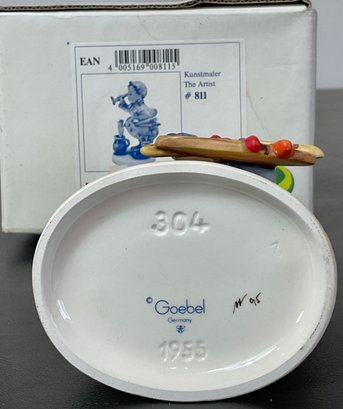 EAN
4 005169 008115
Kunstmaler
The Artist
# 811
304
© Goebel
Germany
1955